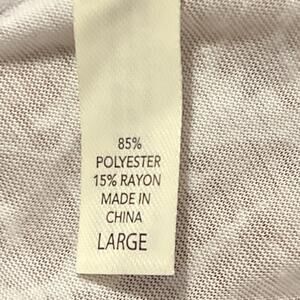 85%
POLYESTER
15% RAYON
MADE IN
CHINA
LARGE